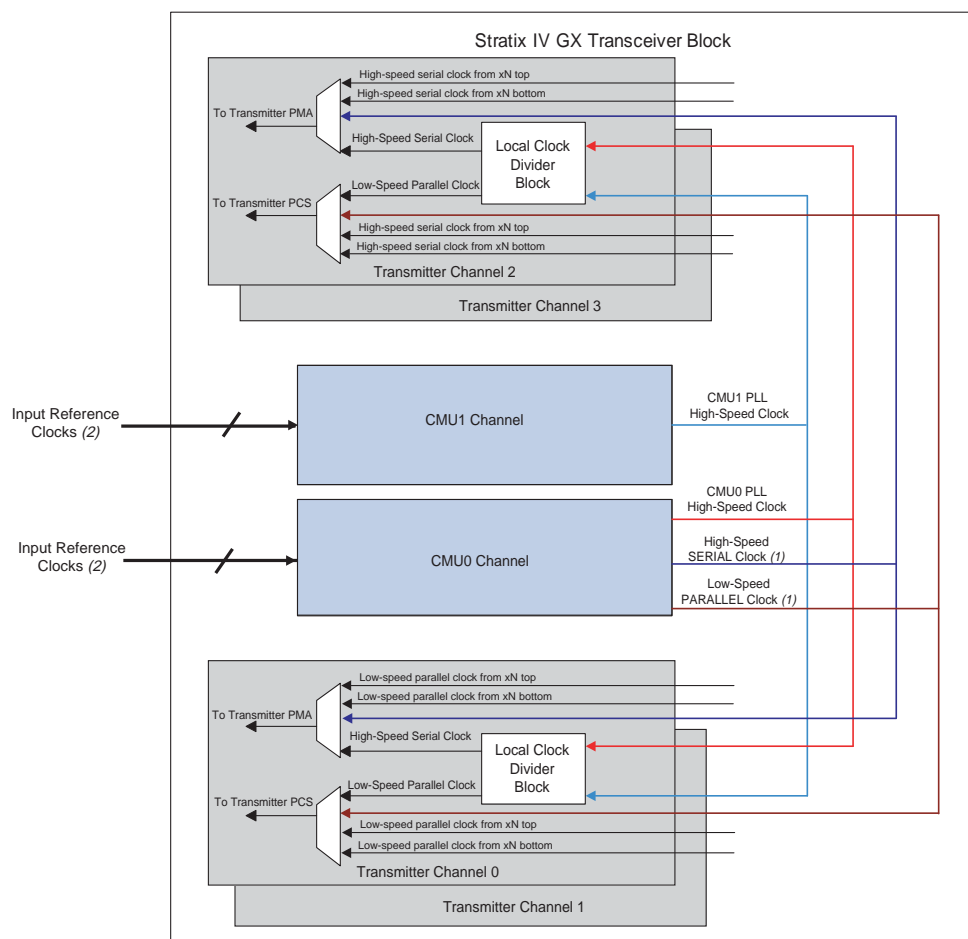 Stratix IV GX Transceiver Block
High-speed serial clock from xN top
High-speed serial clock from xN bottom
To Transmitter PMA
High-Speed Serial Clock
Local Clock
Divider
Block
Low-Speed Parallel Clock
To Transmitter PCS
High-speed serial clock from xN top
High-speed serial clock from xN bottom
Transmitter Channel 2
Transmitter Channel 3
Input Reference
Clocks (2)
CMU1 Channel
CMU1 PLL
High-Speed Clock
CMU0 PLL
High-Speed Clock
Input Reference
Clocks (2)
CMU0 Channel
High-Speed
SERIAL Clock (1)
Low-Speed
PARALLEL Clock (1)
Low-speed parallel clock from xN top
Low-speed parallel clock from xN bottom
To Transmitter PMA
High-Speed Serial Clock
Local Clock
Divider
Block
Low-Speed Parallel Clock
To Transmitter PCS
Low-speed parallel clock from xN top
Low-speed parallel clock from xN bottom
Transmitter Channel 0
Transmitter Channel 1